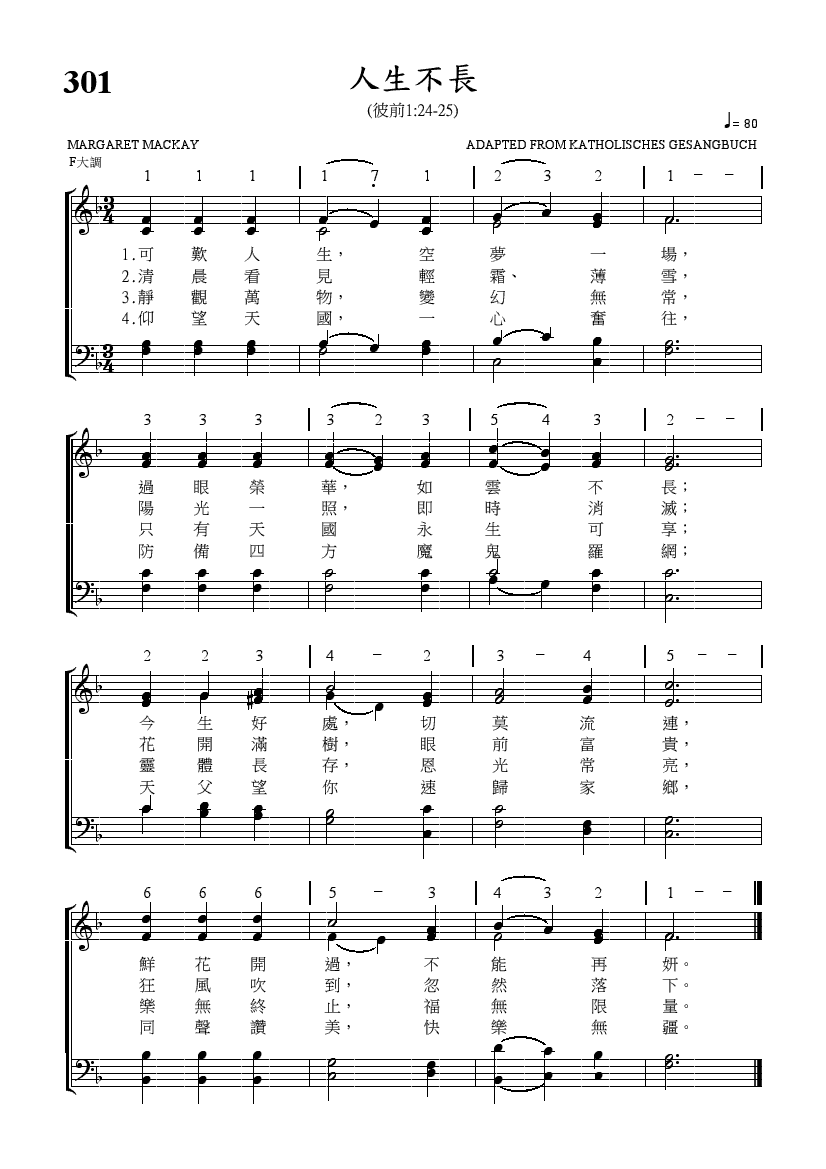 301
人生不長
(彼前1:24-25)
♩= 80
MARGARET MACKAY ADAPTED FROM KATHOLISCHES GESANGBUCH
F大調
1 1 1 | 1 7̣ 1 | 2 3 2 | 1 – – |
3
4
1.可歎人生，空夢一場，
2.清晨看見輕霜、薄雪，
3.靜觀萬物，變幻無常，
4.仰望天國，一心奮往，
3
4
3 3 3 | 3 2 3 | 5 4 3 | 2 – – |
過眼榮華，如雲不長；
陽光一照，即時消滅；
只有天國永生可享；
防備四方魔鬼羅網；
2 2 3 | 4 – 2 | 3 – 4 | 5 – – |
今生好處，切莫流連，
花開滿樹，眼前富貴，
靈體長存，恩光常亮，
天父望你速歸家鄉，
6 6 6 | 5 – 3 | 4 3 2 | 1 – –
鮮花開過，不能再妍。
狂風吹到，忽然落下。
樂無終止，福無限量。
同聲讚美，快樂無疆。